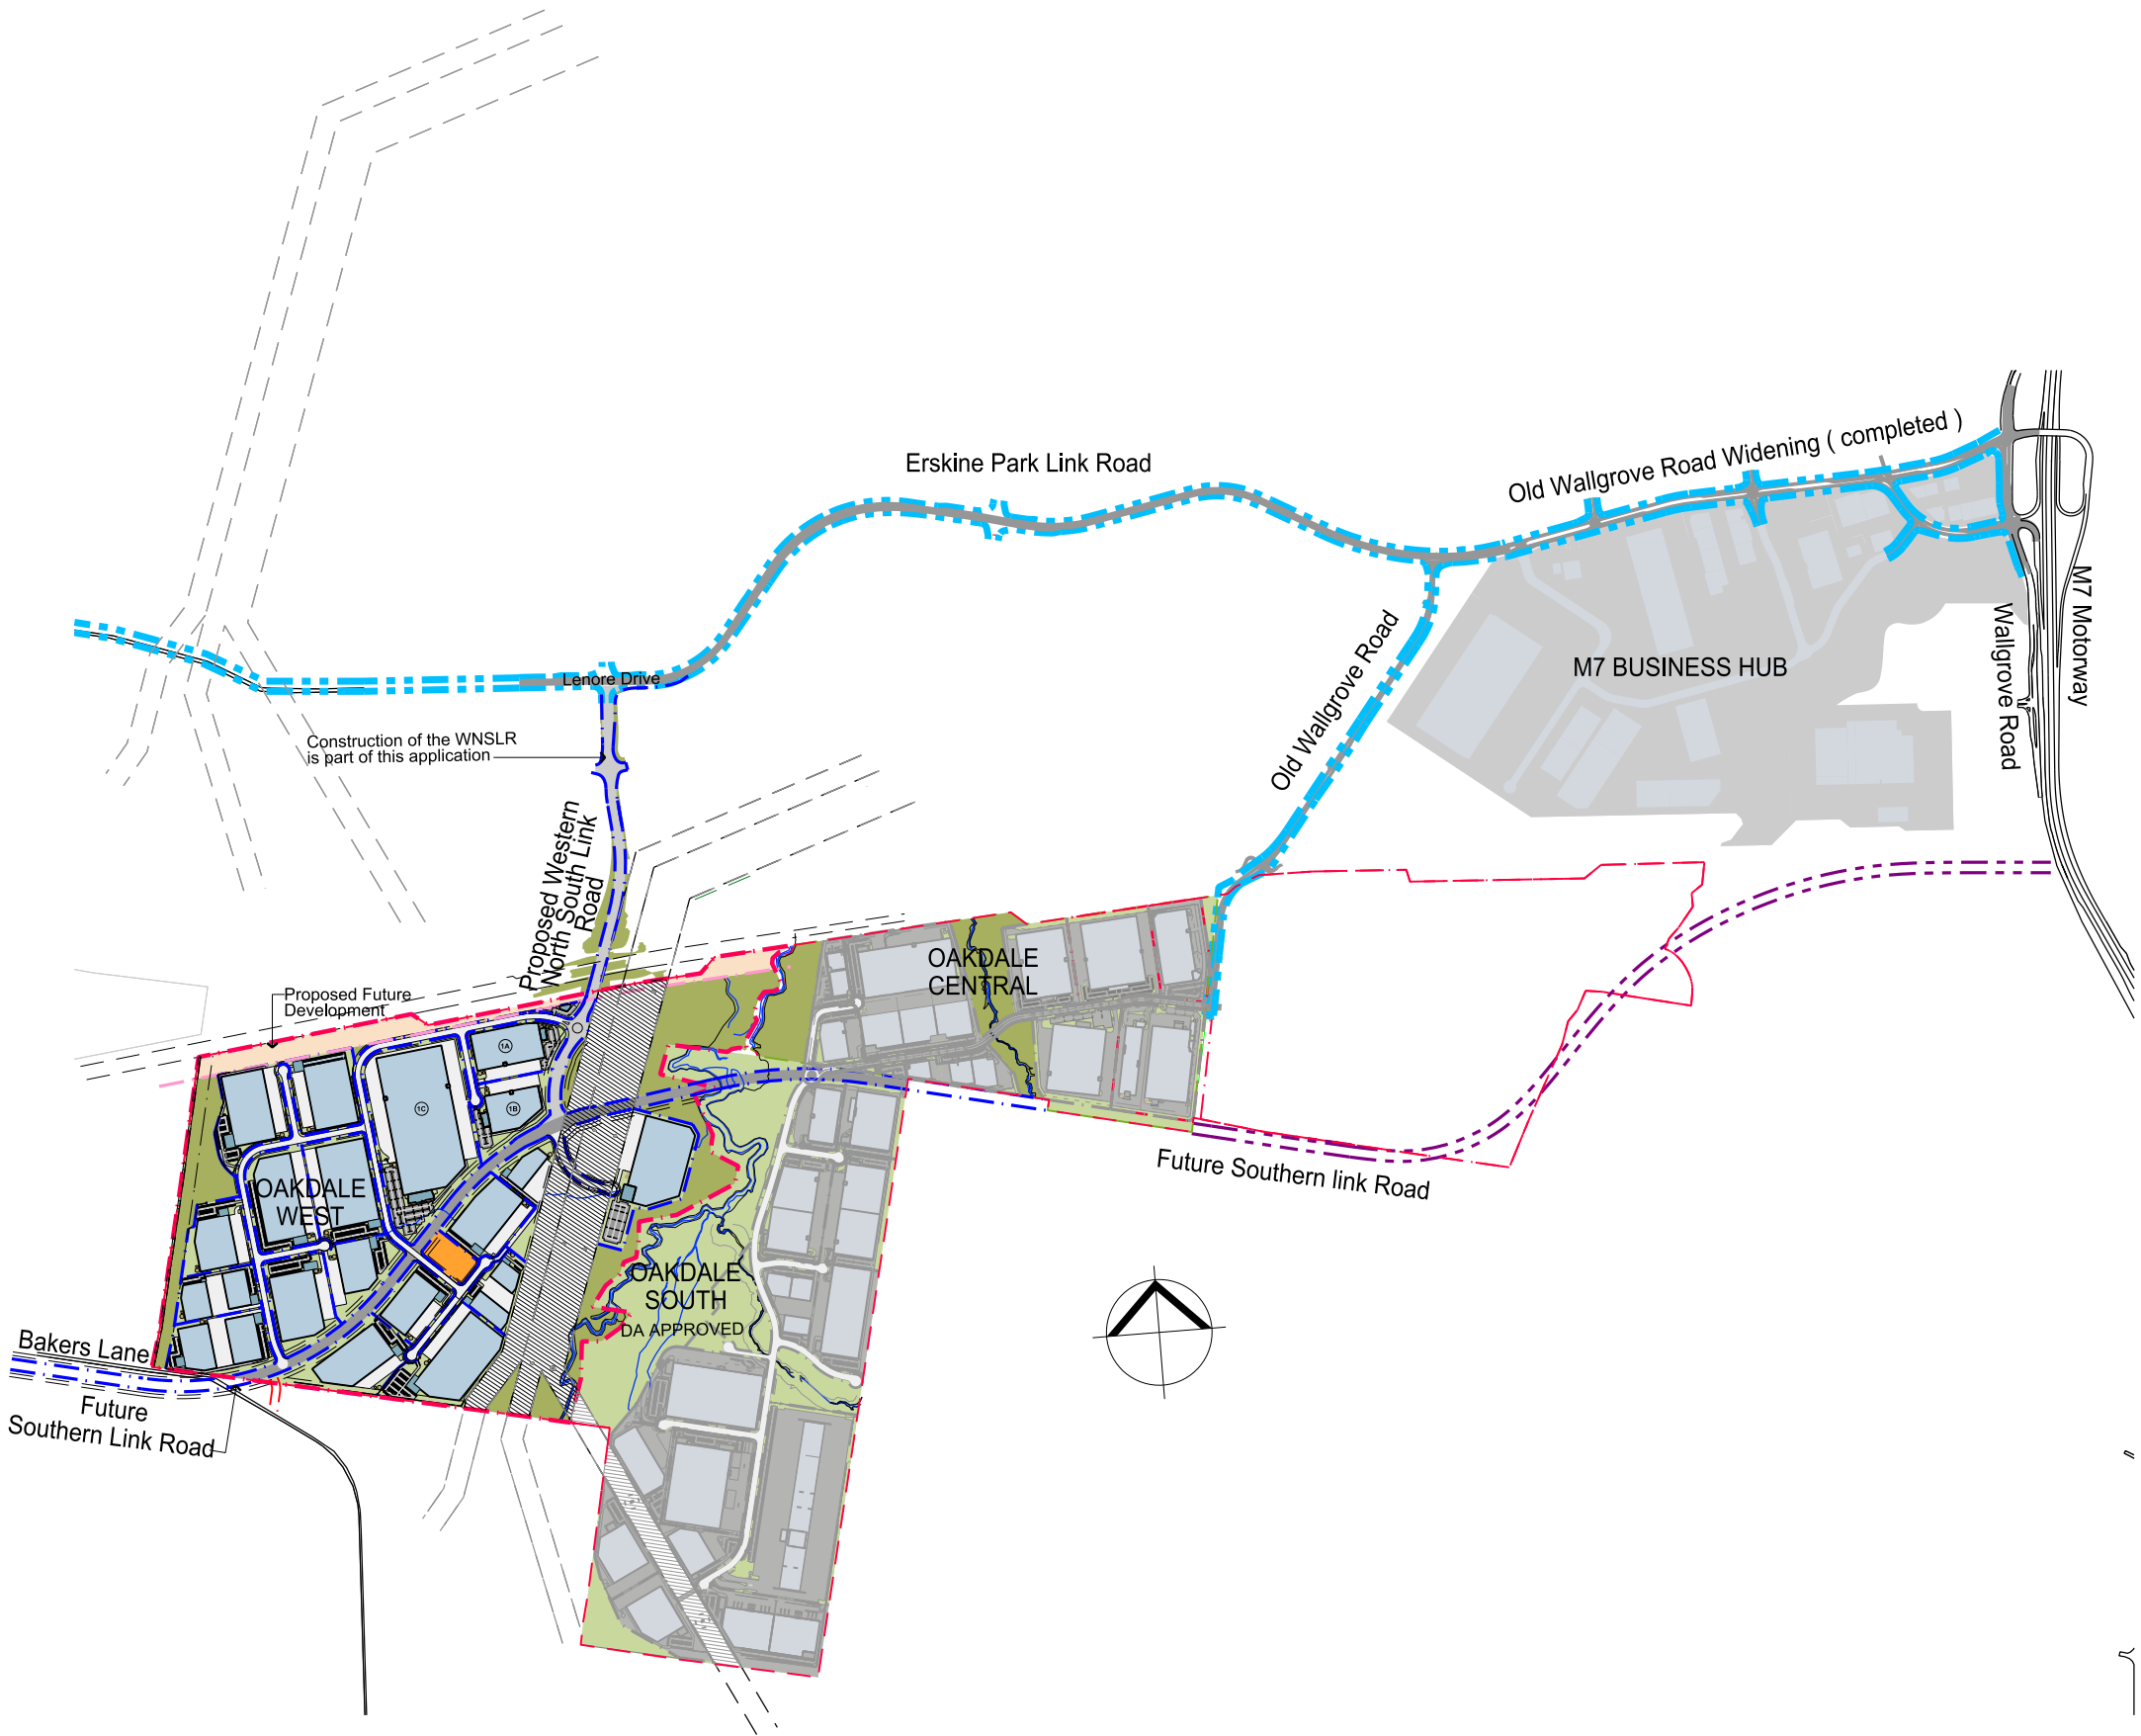 Erskine Park Link Road
Old Wallgrove Road Widening ( completed )
M7 Motorway
Wallgrove Road
M7 BUSINESS HUB
Old Wallgrove Road
Lenore Drive
Construction of the WNSLR
is part of this application
Proposed Western
North South Link
Road
OAKDALE
CENTRAL
Proposed Future
Development
1A
1B
1C
OAKDALE
WEST
Future Southern link Road
OAKDALE
SOUTH
DA APPROVED
Bakers Lane
Future
Southern Link Road